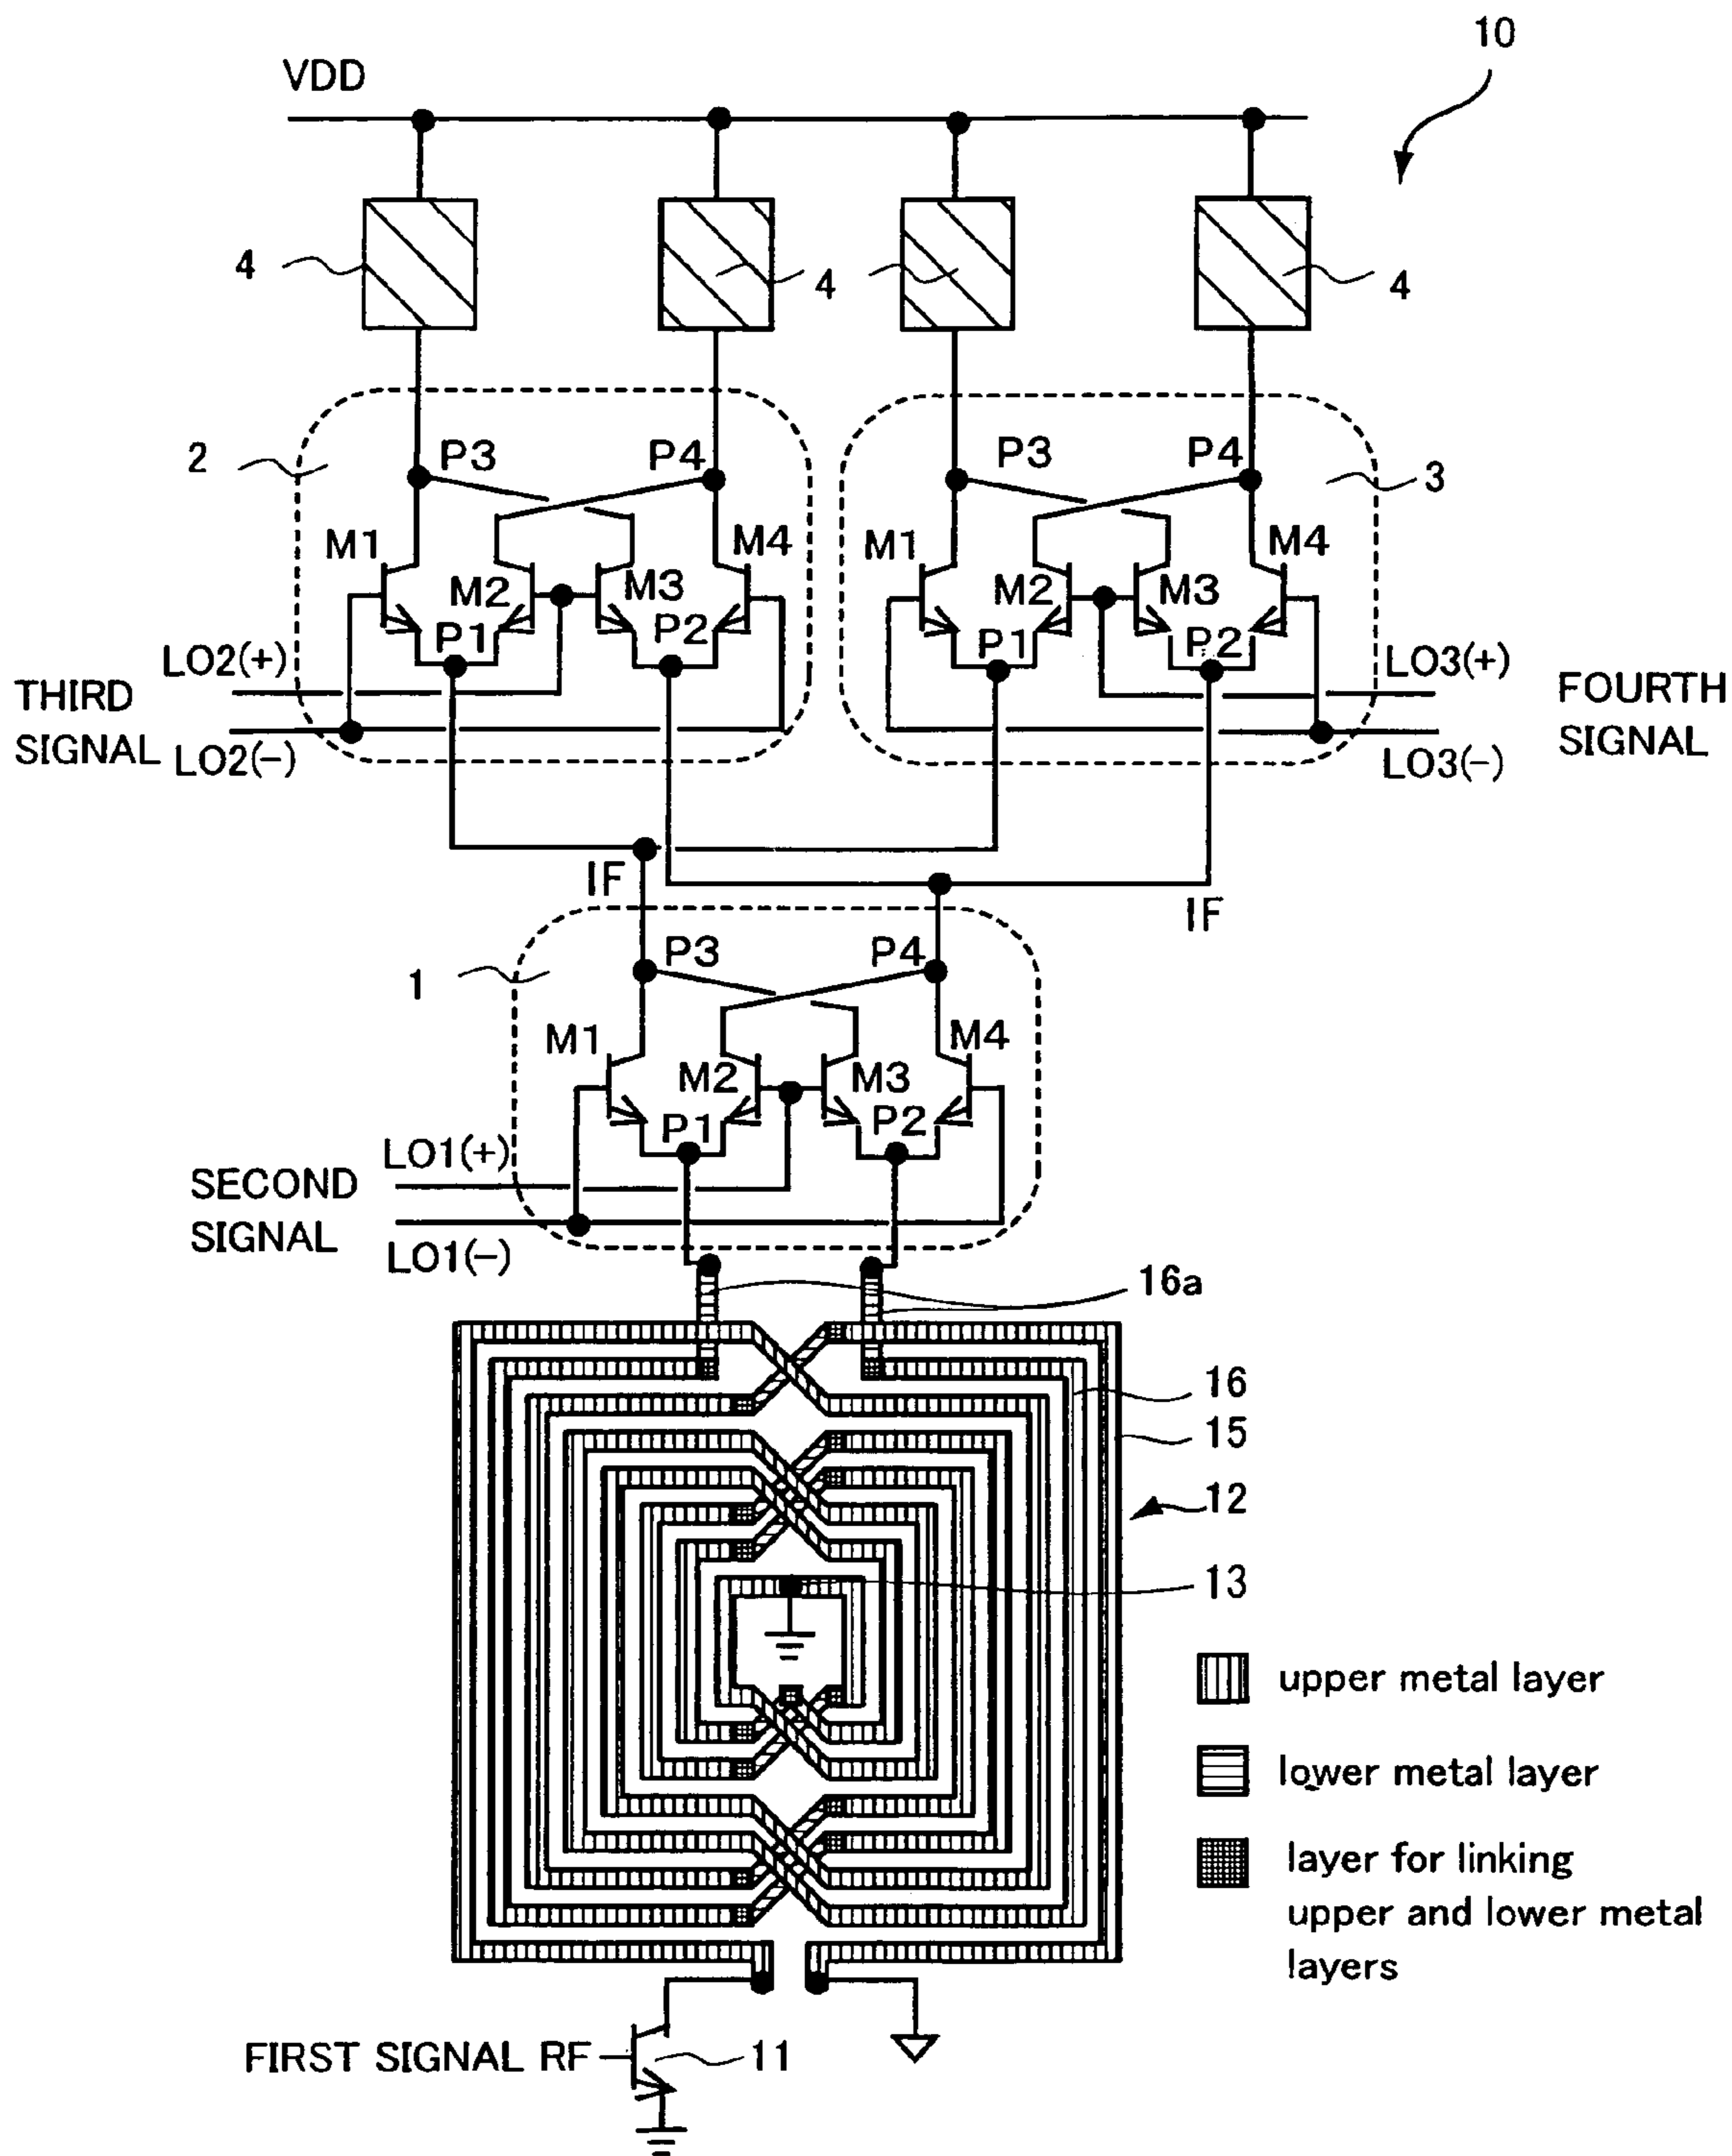 10
VDD
4
4
4
2
P3
P4
P3
P4
3
M1
M4
M1
M4
M2
M3
M2
M3
P1
P2
P1
P2
LO2(+)
LO3(+)
THIRD
SIGNAL
FOURTH
SIGNAL
LO2(-)
LO3(-)
IF
IF
1
P3
P4
M1
M4
M2
M3
P1
P2
LO1(+)
SECOND
SIGNAL
LO1(-)
16a
16
15
12
13
upper metal layer
lower metal layer
layer for linking
upper and lower metal
layers
FIRST SIGNAL RF
11